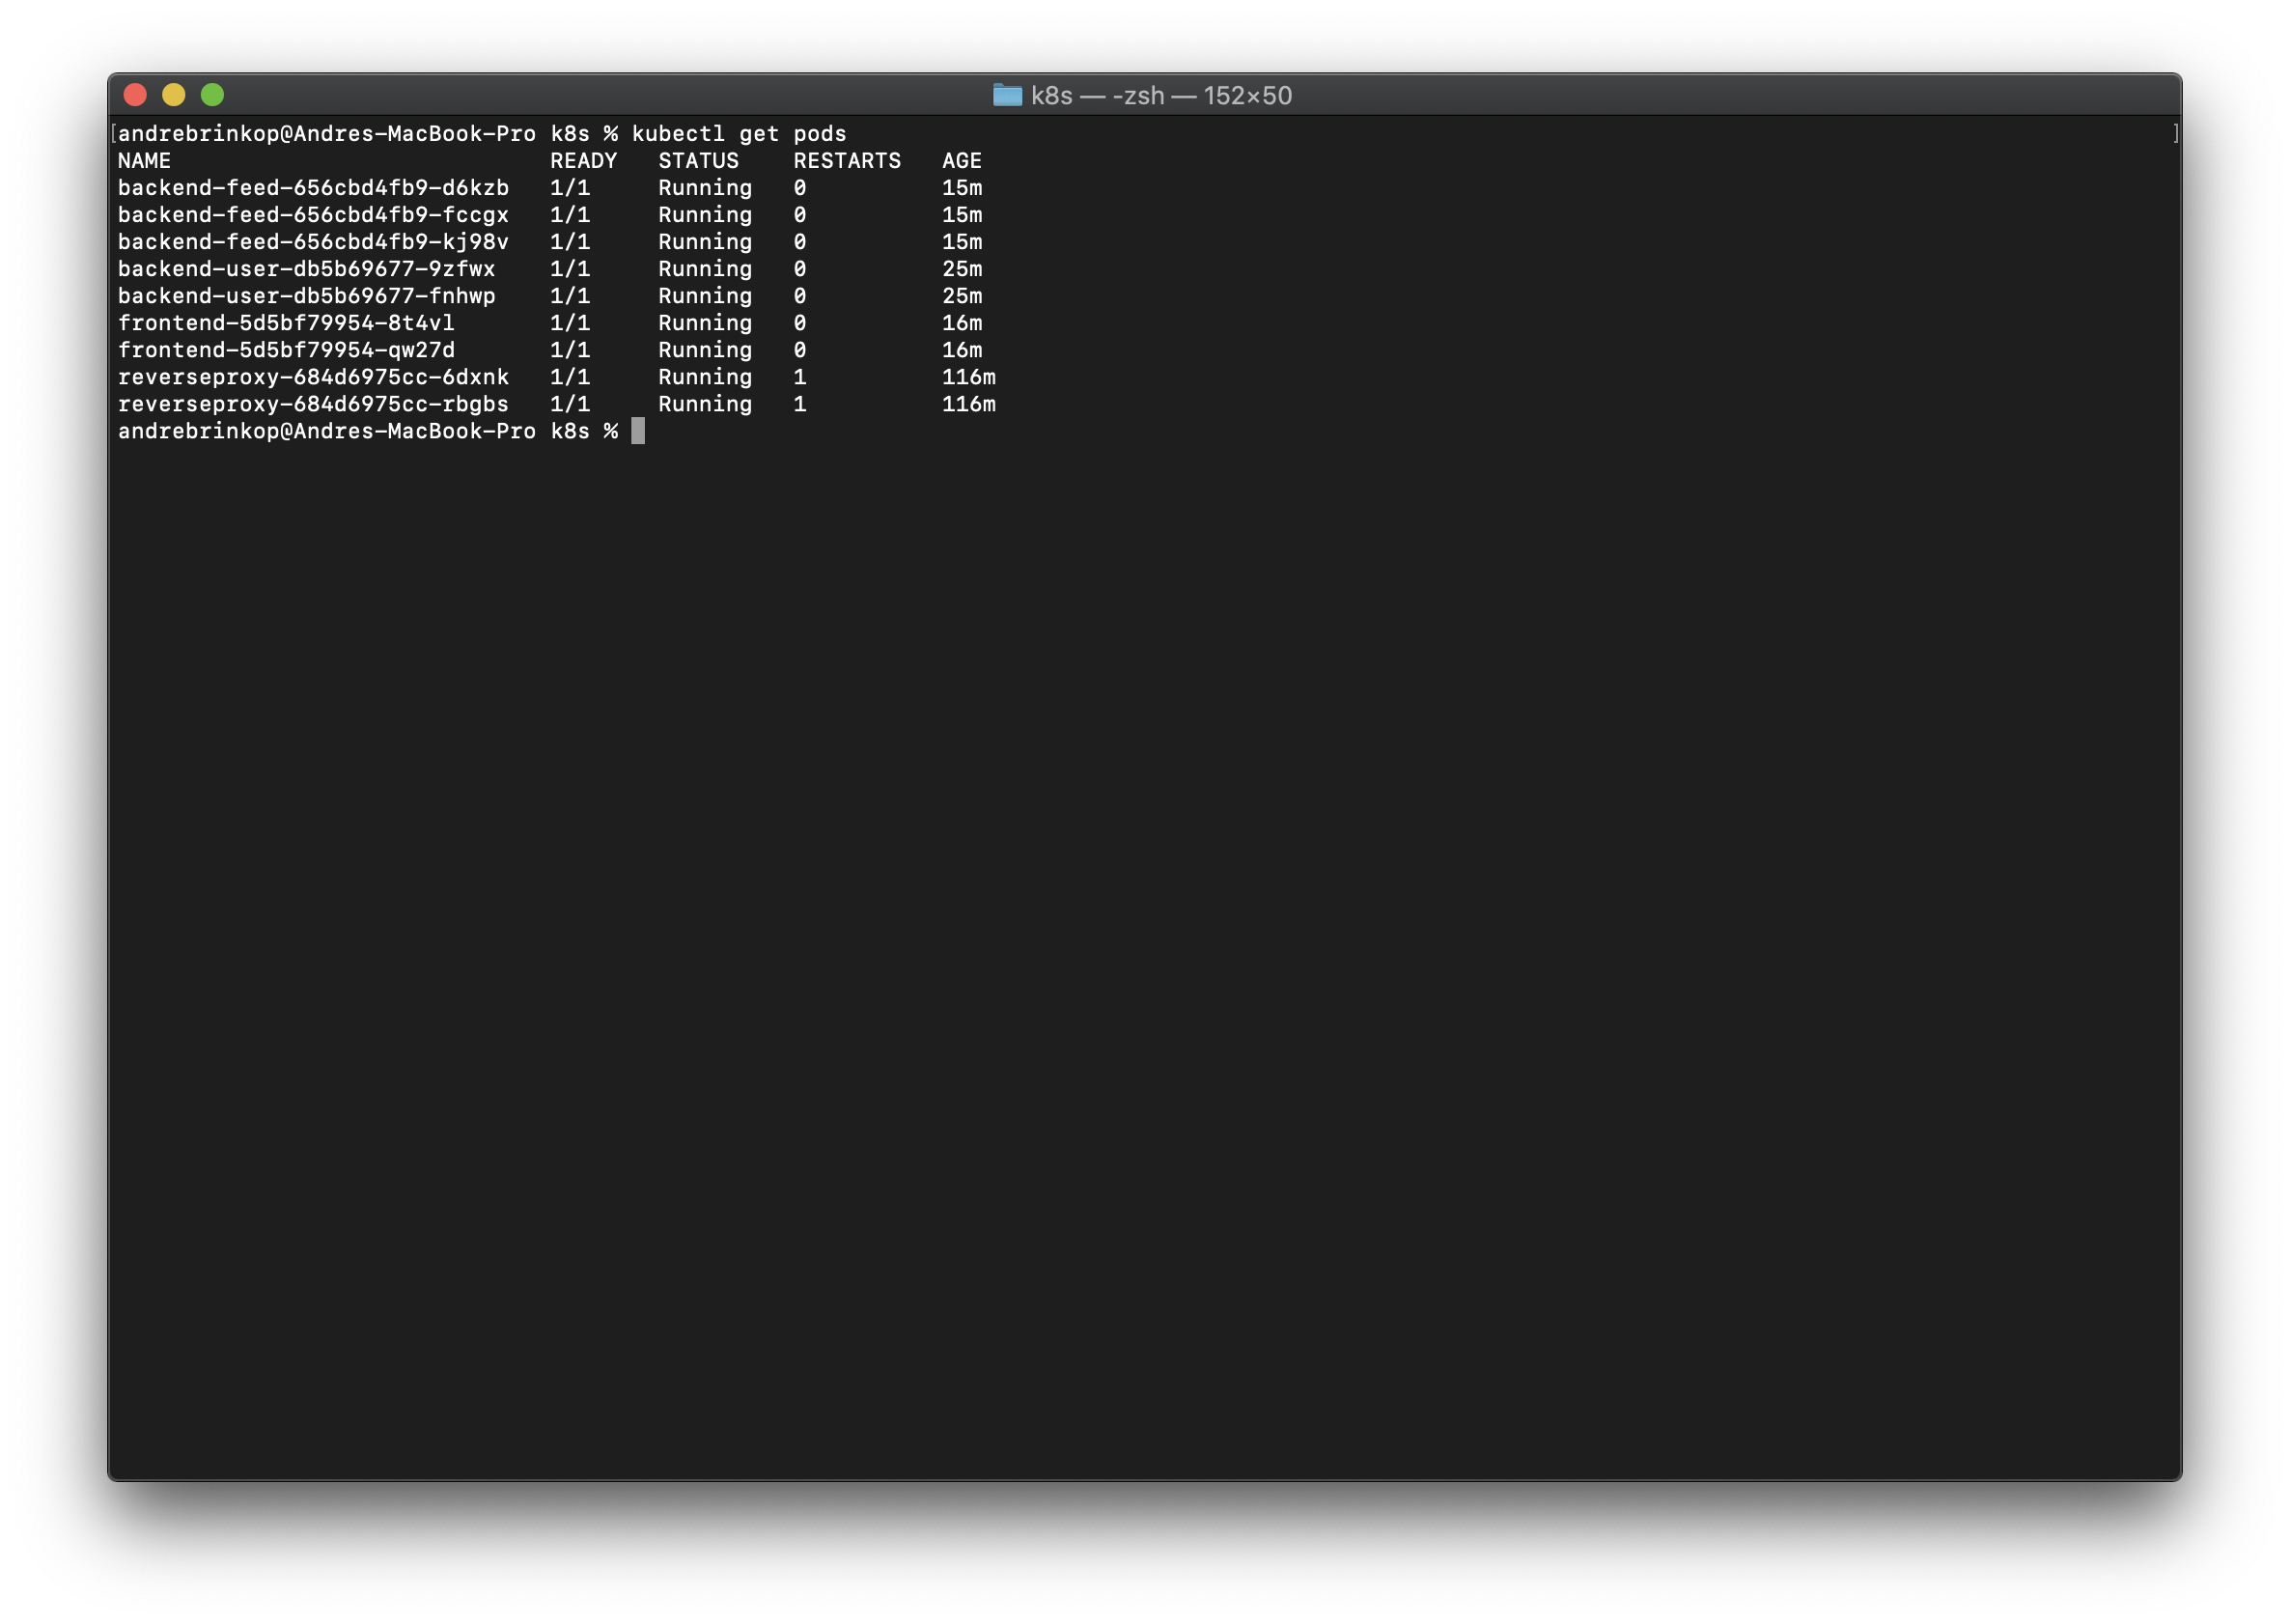 k8s — -zsh — 152×50
[andrebrinkop@Andres-MacBook-Pro k8s % kubectl get pods ]
NAME READY STATUS RESTARTS AGE
backend-feed-656cbd4fb9-d6kzb 1/1 Running 0 15m
backend-feed-656cbd4fb9-fccgx 1/1 Running 0 15m
backend-feed-656cbd4fb9-kj98v 1/1 Running 0 15m
backend-user-db5b69677-9zfwx 1/1 Running 0 25m
backend-user-db5b69677-fnhwp 1/1 Running 0 25m
frontend-5d5bf79954-8t4vl 1/1 Running 0 16m
frontend-5d5bf79954-qw27d 1/1 Running 0 16m
reverseproxy-684d6975cc-6dxnk 1/1 Running 1 116m
reverseproxy-684d6975cc-rbgbs 1/1 Running 1 116m
andrebrinkop@Andres-MacBook-Pro k8s %